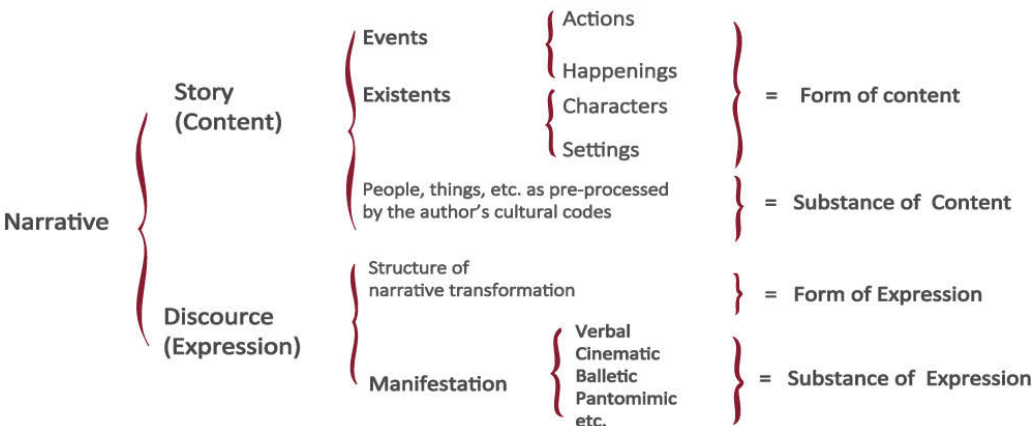 Narrative
Story
(Content)
Events
Actions
Happenings
Existents
Characters
Settings
= Form of content
People, things, etc. as pre-processed
by the author's cultural codes
= Substance of Content
Discource
(Expression)
Structure of
narrative transformation
= Form of Expression
Manifestation
Verbal
Cinematic
Balletic
Pantomimic
etc.
= Substance of Expression